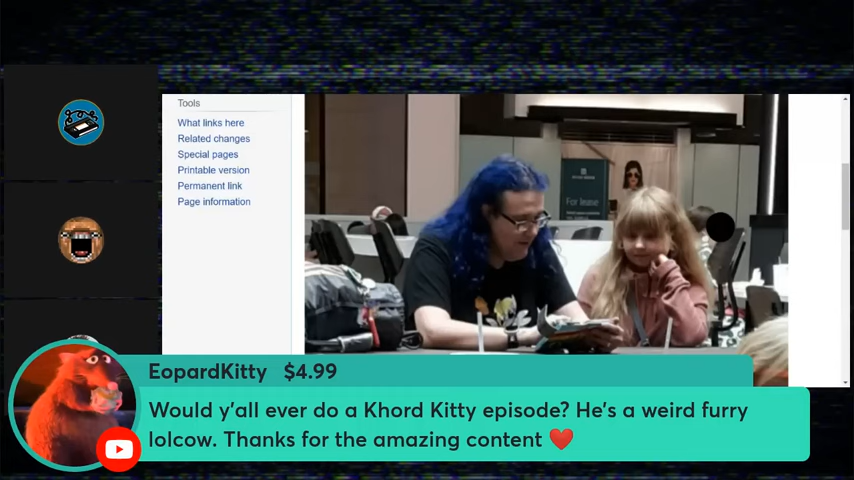 Tools
What links here
Related changes
Special pages
Printable version
Permanent link
Page information
For lease
EopardKitty $4.99
Would y'all ever do a Khord Kitty episode? He's a weird furry
lolcow. Thanks for the amazing content ❤️